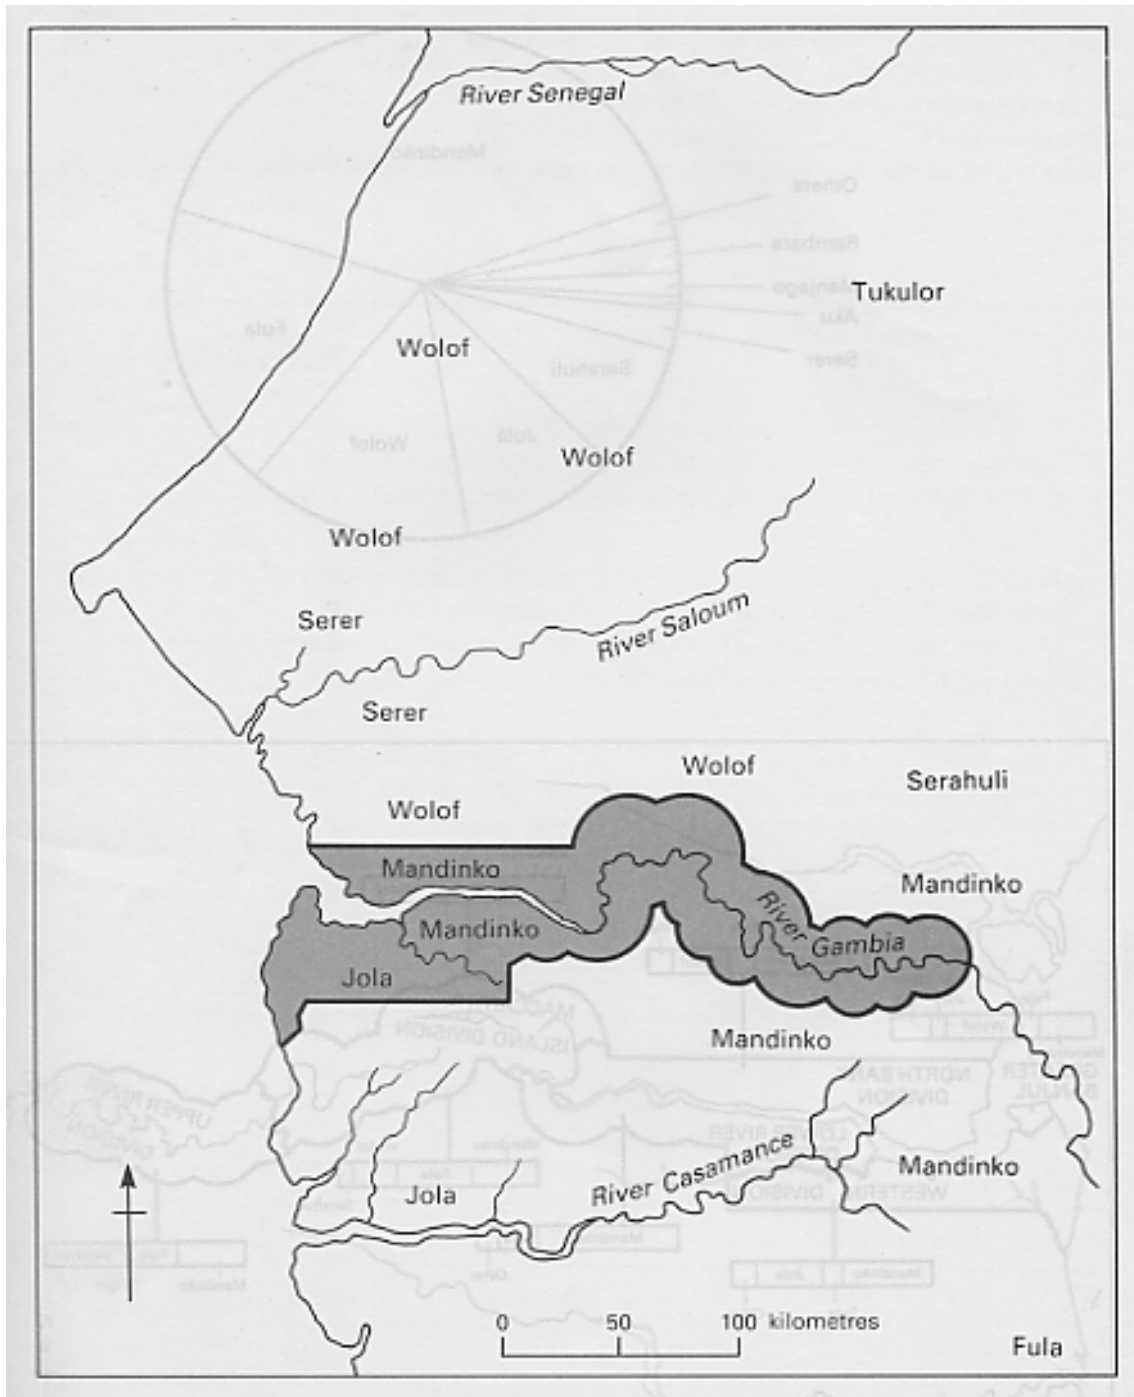 River Senegal
Tukulor
Wolof
Wolof
Wolof
Serer
River Saloum
Serer
Wolof
Serahuli
Wolof
Mandinko
Mandinko
Mandinko
River Gambia
Jola
Mandinko
River Casamance
Mandinko
Jola
0 50 100 kilometres
Fula